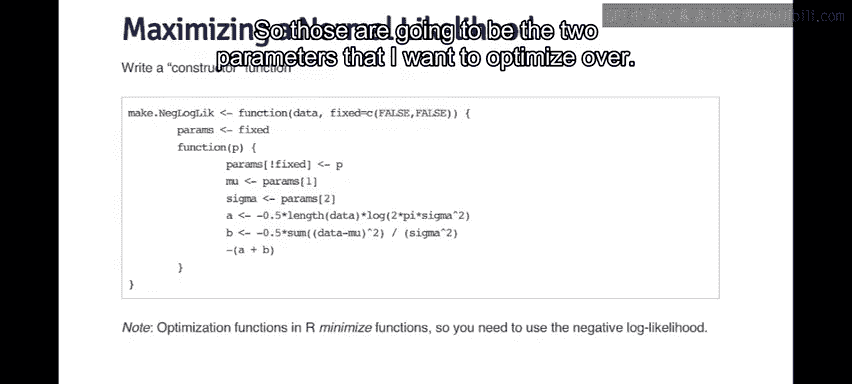 Maximizing a Normal Likelihood
So those are going to be the two
parameters that I want to optimize over.
Write a “constructor” function
make.NegLogLik <- function(data, fixed=c(FALSE,FALSE)) {
params <- fixed
function(p) {
params[!fixed] <- p
mu <- params[1]
sigma <- params[2]
a <- -0.5*length(data)*log(2*pi*sigma^2)
b <- -0.5*sum((data-mu)^2) / (sigma^2)
-(a + b)
}
}
Note: Optimization functions in R minimize functions, so you need to use the negative log-likelihood.